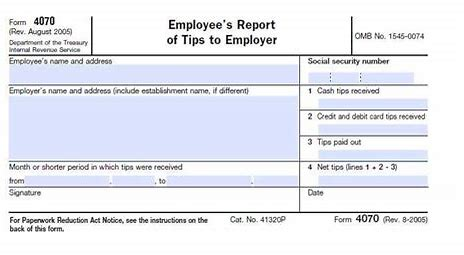 Form 4070
(Rev. August 2005)
Department of the Treasury
Internal Revenue Service
Employee's Report
of Tips to Employer
OMB No. 1545-0074
Employee's name and address
Social security number
Employer's name and address (include establishment name, if different)
1 Cash tips received
2 Credit and debit card tips received
3 Tips paid out
Month or shorter period in which tips were received
from , , to ,
4 Net tips (lines 1 + 2 - 3)
Signature
Date
For Paperwork Reduction Act Notice, see the instructions on the
back of this form.
Cat. No. 41320P
Form 4070 (Rev. 8-2005)